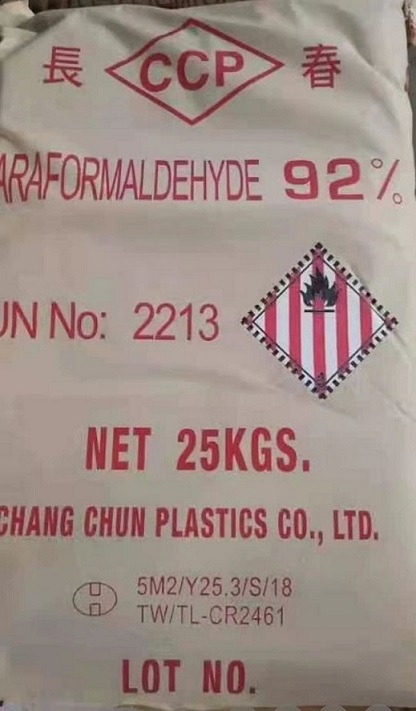 長 CCP 春
ARAFORMALDEHYDE 92%
UN No: 2213
NET 25KGS.
CHANG CHUN PLASTICS CO., LTD.
5M2/Y25.3/S/18
TW/TL-CR2461
LOT NO.